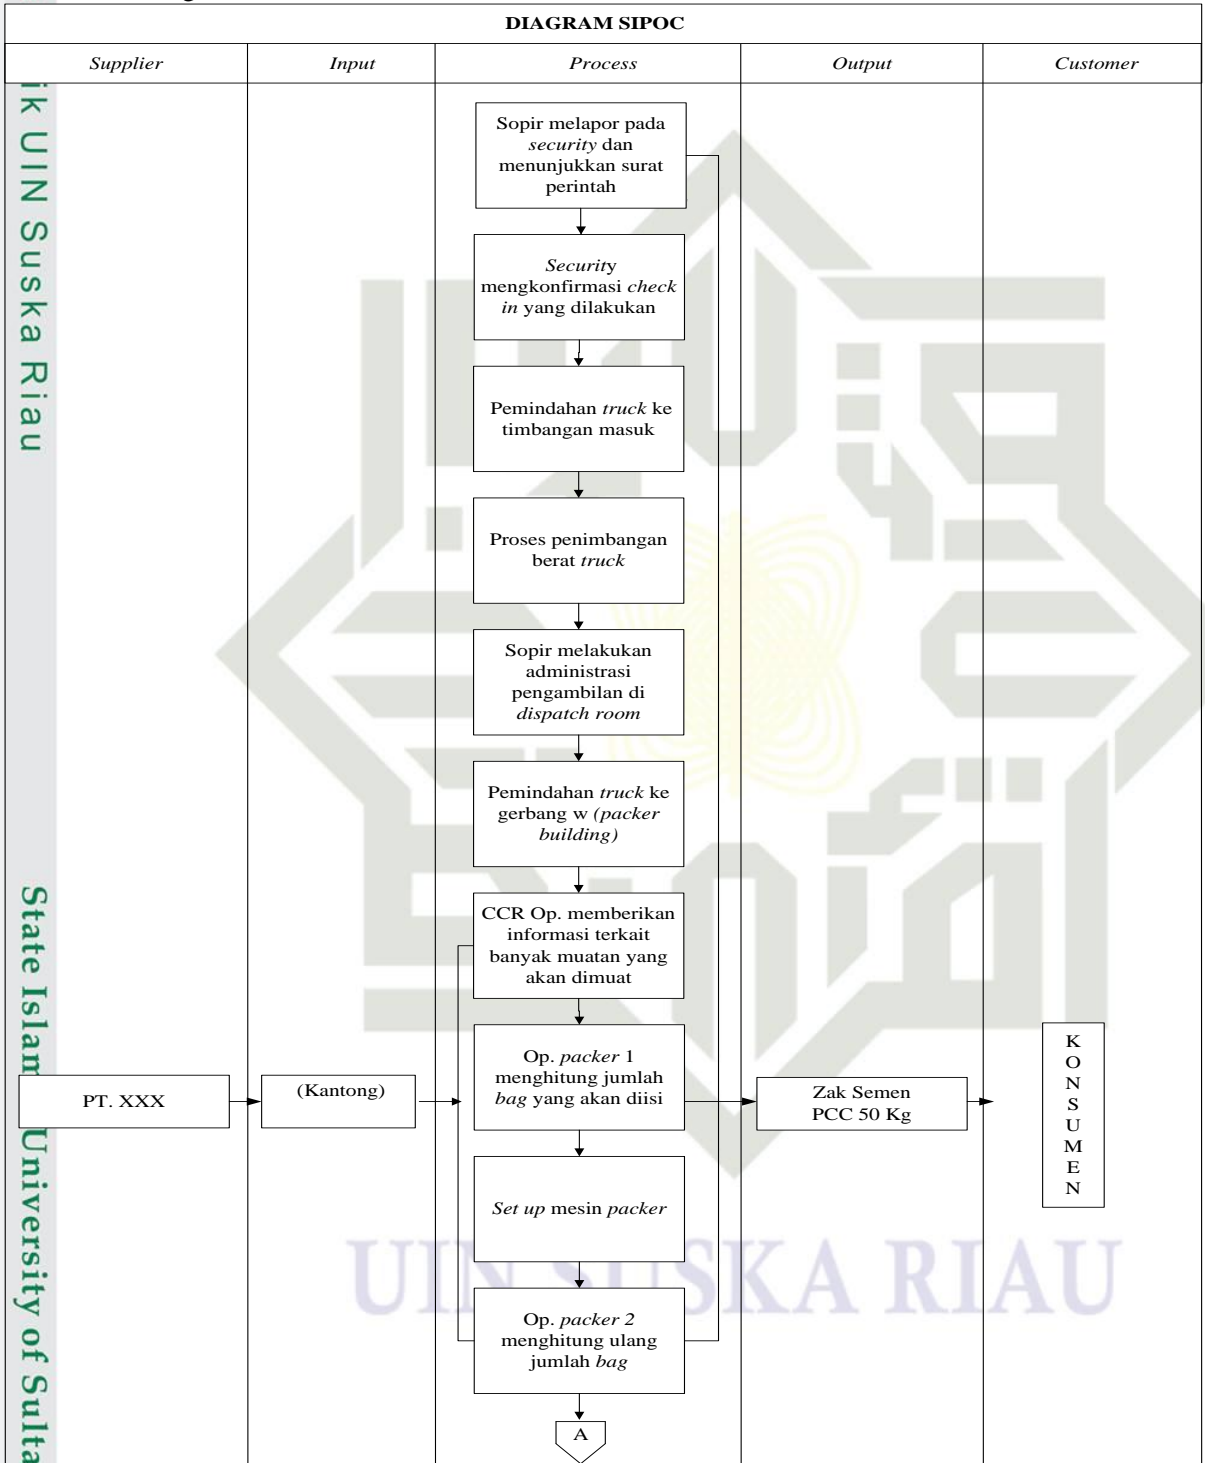 DIAGRAM SIPOC
Supplier
Input
Process
Output
Customer
Sopir melapor pada
security dan
menunjukkan surat
perintah
Security
mengkonfirmasi check
in yang dilakukan
Pemindahan truck ke
timbangan masuk
Proses penimbangan
berat truck
Sopir melakukan
administrasi
pengambilan di
dispatch room
Pemindahan truck ke
gerbang w (packer
building)
CCR Op. memberikan
informasi terkait
banyak muatan yang
akan dimuat
PT. XXX
(Kantong)
Op. packer 1
menghitung jumlah
bag yang akan diisi
Zak Semen
PCC 50 Kg
KONSUMEN
Set up mesin packer
Op. packer 2
menghitung ulang
jumlah bag
A
ik UIN Suska Riau
State Islam University of Sulta
UIN SUSKA RIAU